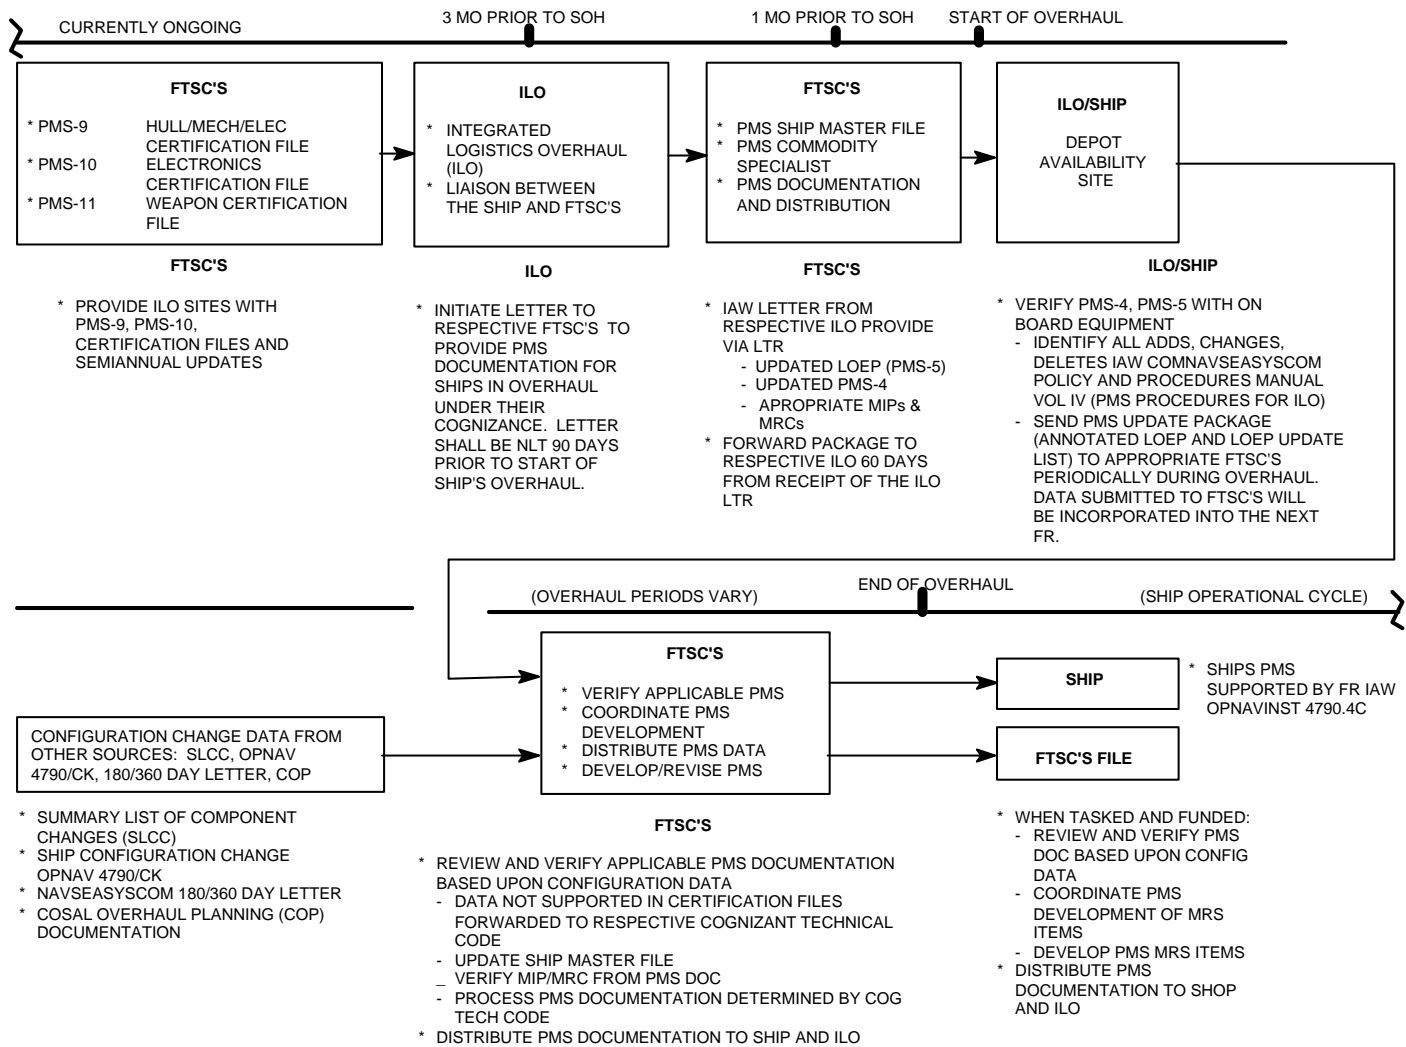 CURRENTLY ONGOING
3 MO PRIOR TO SOH
1 MO PRIOR TO SOH
START OF OVERHAUL
FTSC'S
* PMS-9 HULL/MECH/ELEC
CERTIFICATION FILE
* PMS-10 ELECTRONICS
CERTIFICATION FILE
* PMS-11 WEAPON CERTIFICATION
FILE
ILO
* INTEGRATED
LOGISTICS OVERHAUL
(ILO)
* LIAISON BETWEEN
THE SHIP AND FTSC'S
FTSC'S
* PMS SHIP MASTER FILE
* PMS COMMODITY
SPECIALIST
* PMS DOCUMENTATION
AND DISTRIBUTION
ILO/SHIP
DEPOT
AVAILABILITY
SITE
FTSC'S
* PROVIDE ILO SITES WITH
PMS-9, PMS-10,
CERTIFICATION FILES AND
SEMIANNUAL UPDATES
ILO
* INITIATE LETTER TO
RESPECTIVE FTSC'S TO
PROVIDE PMS
DOCUMENTATION FOR
SHIPS IN OVERHAUL
UNDER THEIR
COGNIZANCE. LETTER
SHALL BE NLT 90 DAYS
PRIOR TO START OF
SHIP'S OVERHAUL.
FTSC'S
* IAW LETTER FROM
RESPECTIVE ILO PROVIDE
VIA LTR
- UPDATED LOEP (PMS-5)
- UPDATED PMS-4
- APROPRIATE MIPs &
MRCs
* FORWARD PACKAGE TO
RESPECTIVE ILO 60 DAYS
FROM RECEIPT OF THE ILO
LTR
ILO/SHIP
* VERIFY PMS-4, PMS-5 WITH ON
BOARD EQUIPMENT
- IDENTIFY ALL ADDS, CHANGES,
DELETES IAW COMNAVSEASYSCOM
POLICY AND PROCEDURES MANUAL
VOL IV (PMS PROCEDURES FOR ILO)
- SEND PMS UPDATE PACKAGE
(ANNOTATED LOEP AND LOEP UPDATE
LIST) TO APPROPRIATE FTSC'S
PERIODICALLY DURING OVERHAUL.
DATA SUBMITTED TO FTSC'S WILL
BE INCORPORATED INTO THE NEXT
FR.
(OVERHAUL PERIODS VARY)
END OF OVERHAUL
(SHIP OPERATIONAL CYCLE)
CONFIGURATION CHANGE DATA FROM
OTHER SOURCES: SLCC, OPNAV
4790/CK, 180/360 DAY LETTER, COP
FTSC'S
* VERIFY APPLICABLE PMS
* COORDINATE PMS
DEVELOPMENT
* DISTRIBUTE PMS DATA
* DEVELOP/REVISE PMS
SHIP
* SHIPS PMS
SUPPORTED BY FR IAW
OPNAVINST 4790.4C
FTSC'S FILE
* SUMMARY LIST OF COMPONENT
CHANGES (SLCC)
* SHIP CONFIGURATION CHANGE
OPNAV 4790/CK
* NAVSEASYSCOM 180/360 DAY LETTER
* COSAL OVERHAUL PLANNING (COP)
DOCUMENTATION
FTSC'S
* REVIEW AND VERIFY APPLICABLE PMS DOCUMENTATION
BASED UPON CONFIGURATION DATA
- DATA NOT SUPPORTED IN CERTIFICATION FILES
FORWARDED TO RESPECTIVE COGNIZANT TECHNICAL
CODE
- UPDATE SHIP MASTER FILE
_ VERIFY MIP/MRC FROM PMS DOC
- PROCESS PMS DOCUMENTATION DETERMINED BY COG
TECH CODE
* DISTRIBUTE PMS DOCUMENTATION TO SHIP AND ILO
* WHEN TASKED AND FUNDED:
- REVIEW AND VERIFY PMS
DOC BASED UPON CONFIG
DATA
- COORDINATE PMS
DEVELOPMENT OF MRS
ITEMS
- DEVELOP PMS MRS ITEMS
* DISTRIBUTE PMS
DOCUMENTATION TO SHOP
AND ILO